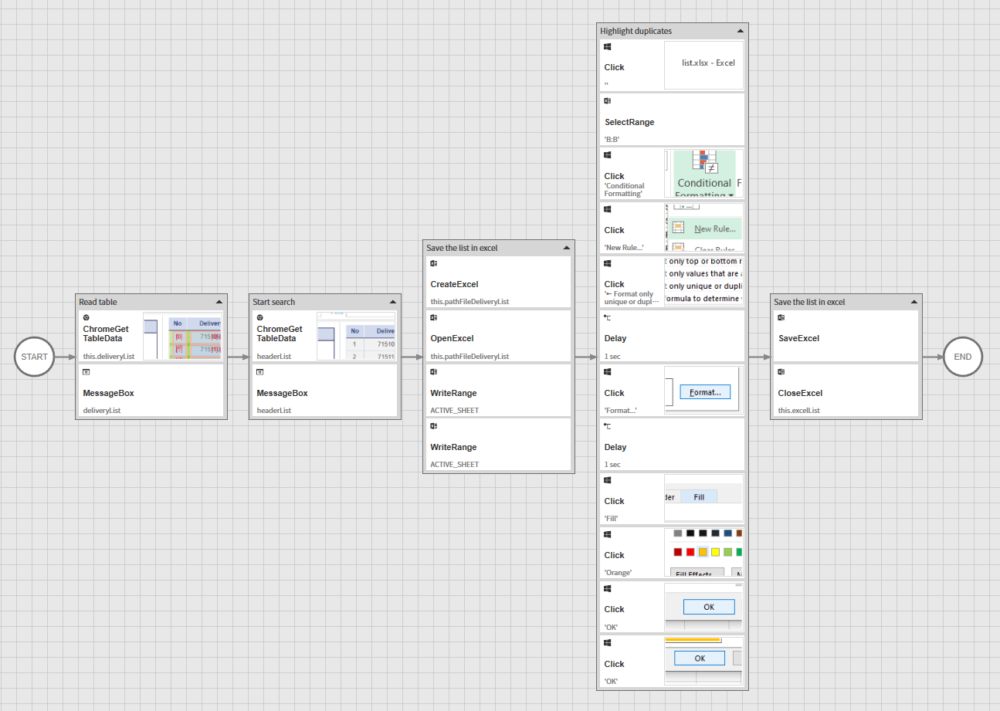 START
Read table
ChromeGet
TableData
this.deliveryList
No Deliver
MessageBox
deliveryList
Start search
ChromeGet
TableData
headerList
No Delive
1 71510
2 71511
MessageBox
headerList
Save the list in excel
CreateExcel
this.pathFileDeliveryList
OpenExcel
this.pathFileDeliveryList
WriteRange
ACTIVE_SHEET
WriteRange
ACTIVE_SHEET
Highlight duplicates
Click
''
list.xlsx - Excel
SelectRange
'B:B'
Click
'Conditional
Formatting'
Conditional F
Formatting
Click
'New Rule...'
New Rule...
Clear Rules
Click
'← Format only
unique or dupl⋯
t only top or bottom r
t only values that are a
t only unique or dupli
formula to determine
Delay
1 sec
Click
'Format...'
Format...
Delay
1 sec
Click
'Fill'
der Fill
Click
'Orange'
Fill Effects... M
Click
'OK'
OK
Click
'OK'
OK
Save the list in excel
SaveExcel
CloseExcel
this.excelList
END